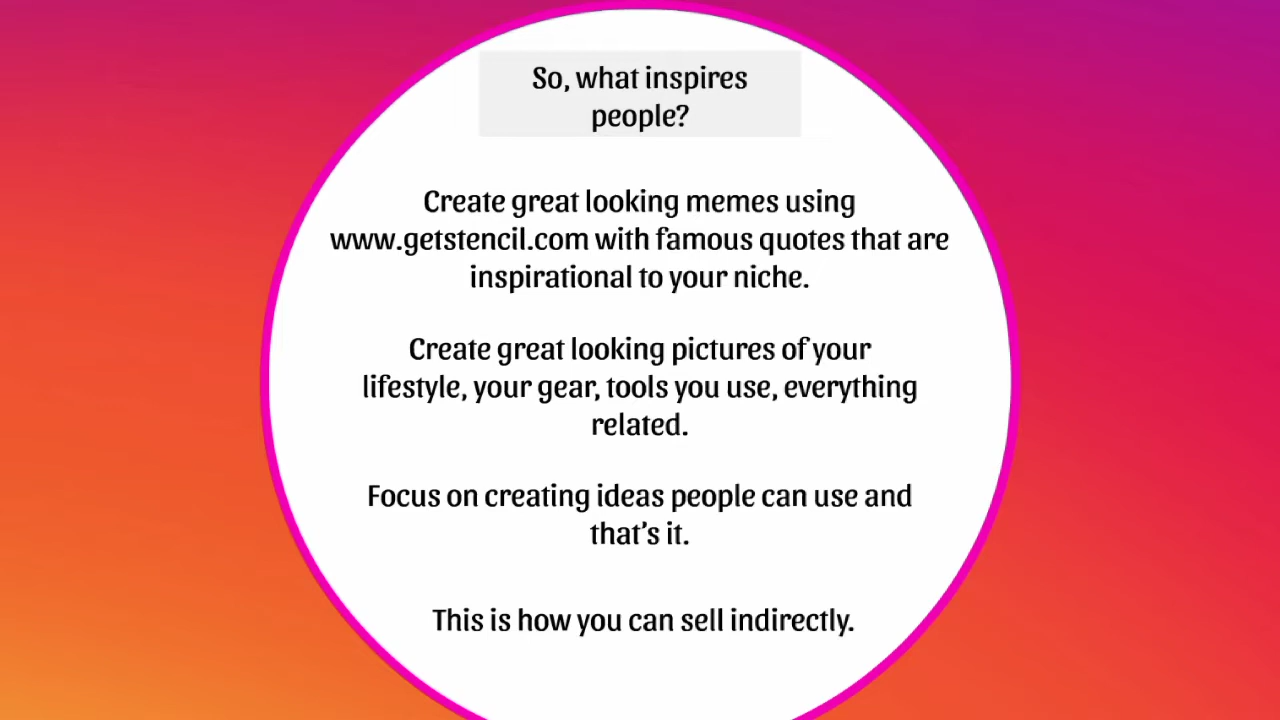 So, what inspires
people?
Create great looking memes using
www.getstencil.com with famous quotes that are
inspirational to your niche.
Create great looking pictures of your
lifestyle, your gear, tools you use, everything
related.
Focus on creating ideas people can use and
that’s it.
This is how you can sell indirectly.